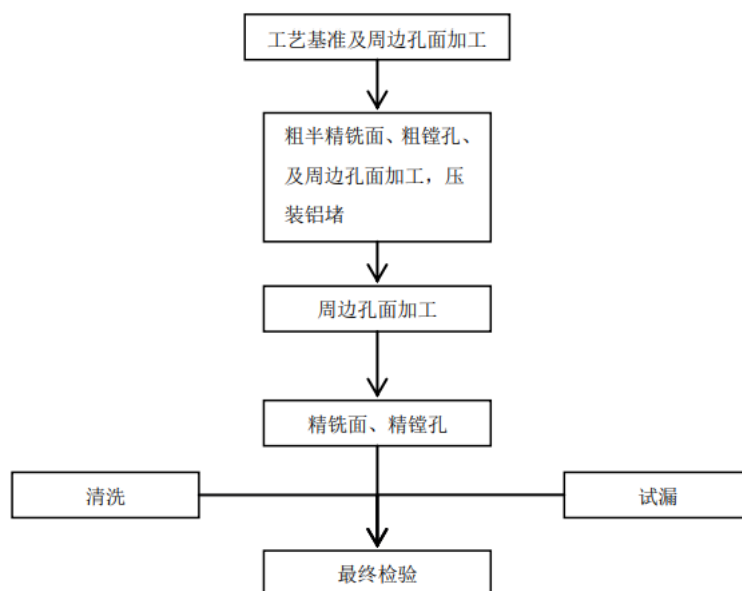 工艺基准及周边孔面加工
粗半精铣面、粗镗孔、
及周边孔面加工，压
装铝堵
周边孔面加工
精铣面、精镗孔
清洗
试漏
最终检验